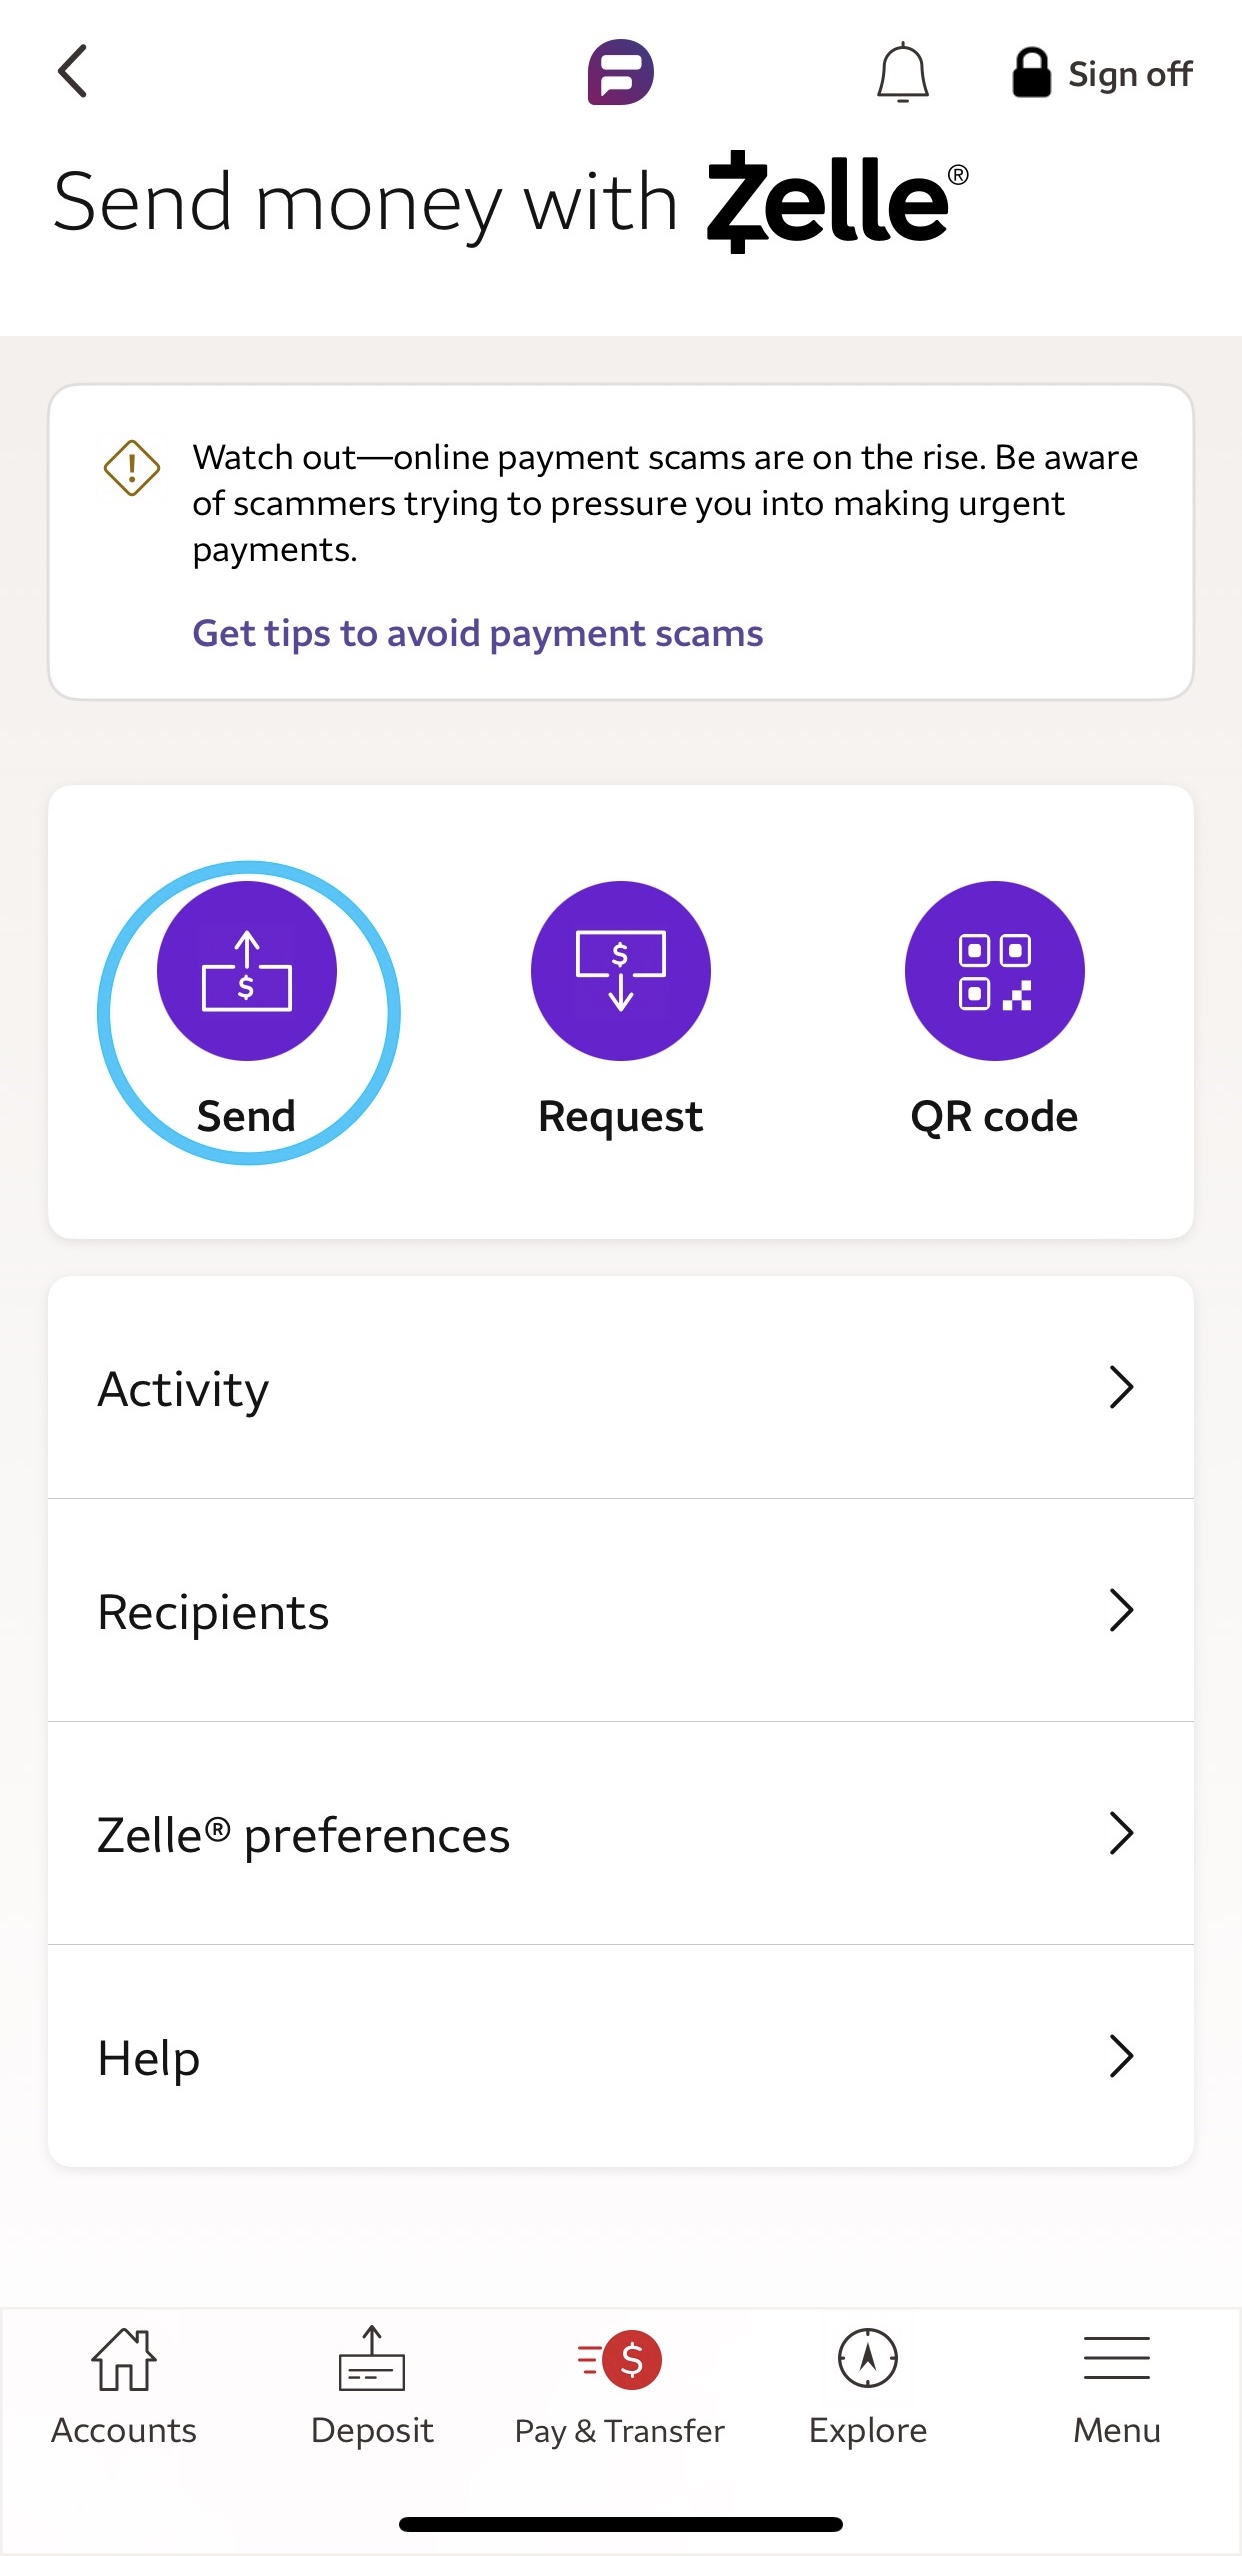 Sign off
Send money with Zelle®
Watch out—online payment scams are on the rise. Be aware
of scammers trying to pressure you into making urgent
payments.
Get tips to avoid payment scams
Send
Request
QR code
Activity
Recipients
Zelle® preferences
Help
Accounts
Deposit
Pay & Transfer
Explore
Menu